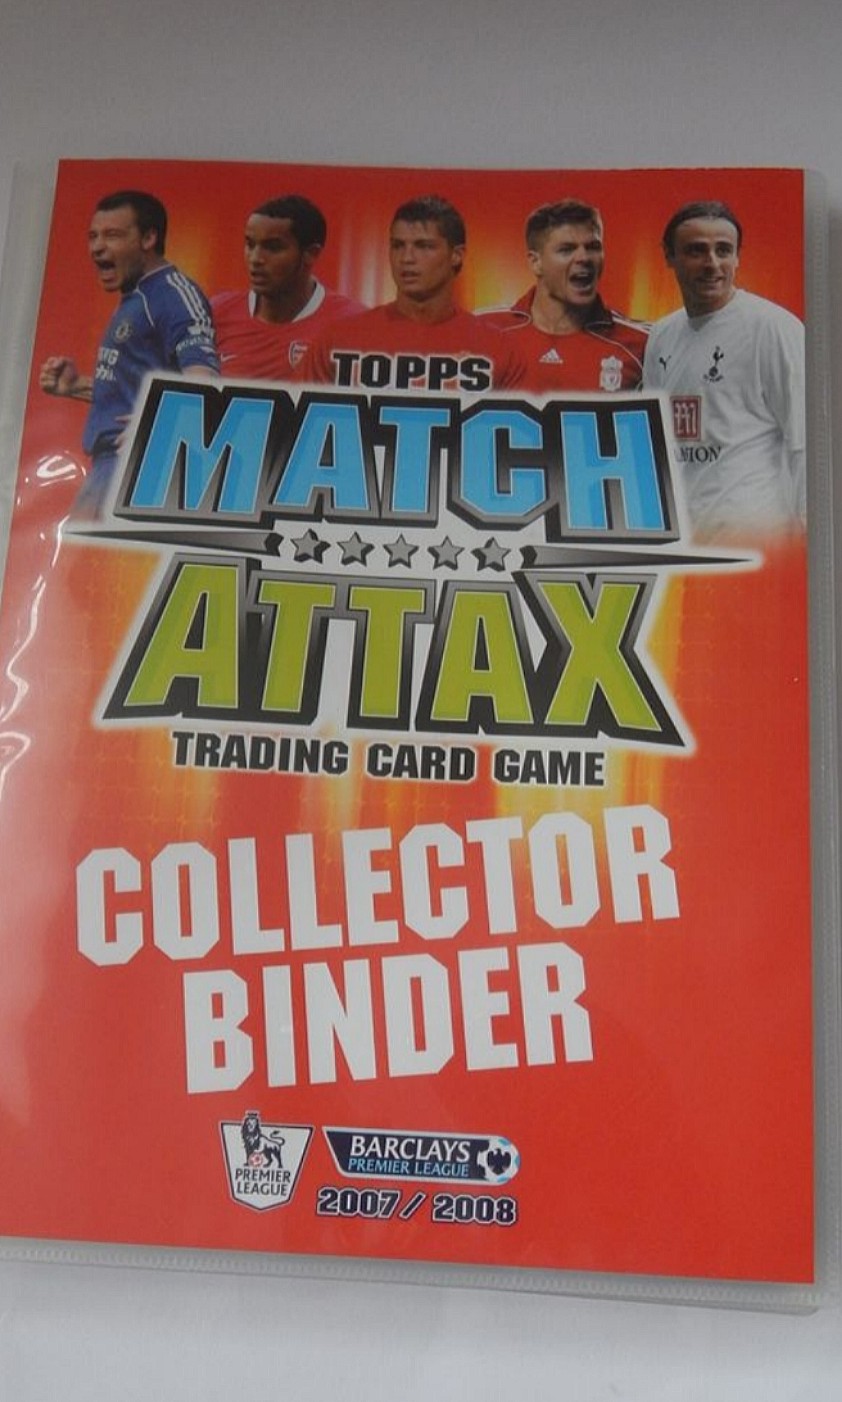 TOPPS
MATCH
ATTAX
TRADING CARD GAME
COLLECTOR
BINDER
PREMIER
LEAGUE
BARCLAYS
PREMIER LEAGUE
2007/2008